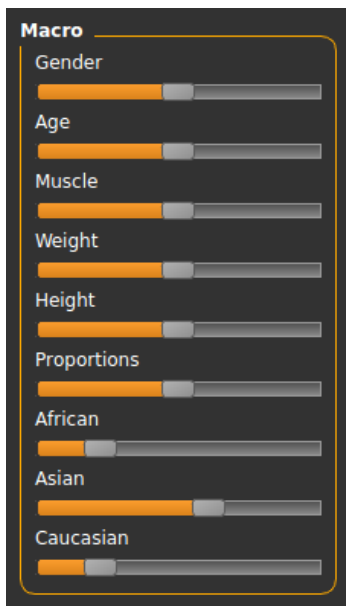 Macro
Gender
Age
Muscle
Weight
Height
Proportions
African
Asian
Caucasian